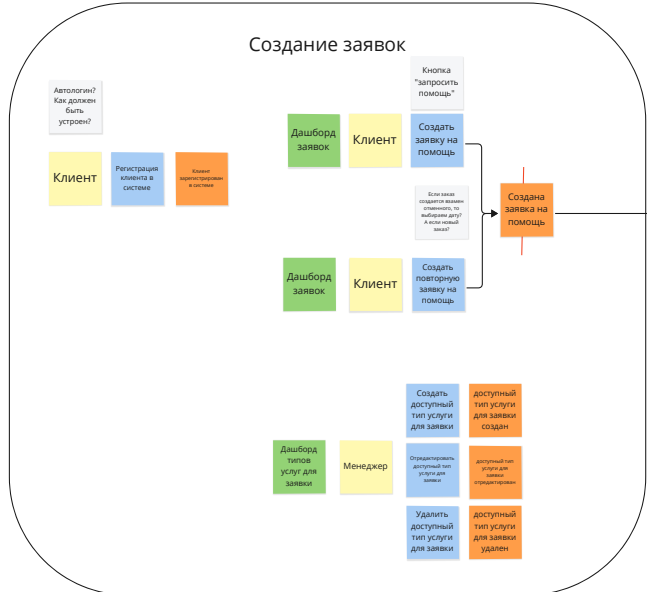 Создание заявок
Автологин?
Как должен
быть
устроен?
Кнопка
"запросить
помощь"
Клиент
Регистрация
клиента в
системе
Клиент
зарегистрирован
в системе
Дашборд
заявок
Клиент
Создать
заявку на
помощь
Если заказ
создается взамен
отмененного, то
выбираем дату?
А если новый
заказ?
Создана
заявка на
помощь
Дашборд
заявок
Клиент
Создать
повторную
заявку на
помощь
Дашборд
типов
услуг для
заявки
Менеджер
Создать
доступный
тип услуги
для заявки
доступный
тип услуги
для заявки
создан
Отредактировать
доступный тип
услуги для
заявки
доступный тип
услуги для
заявки
отредактирован
Удалить
доступный
тип услуги
для заявки
доступный
тип услуги
для заявки
удален